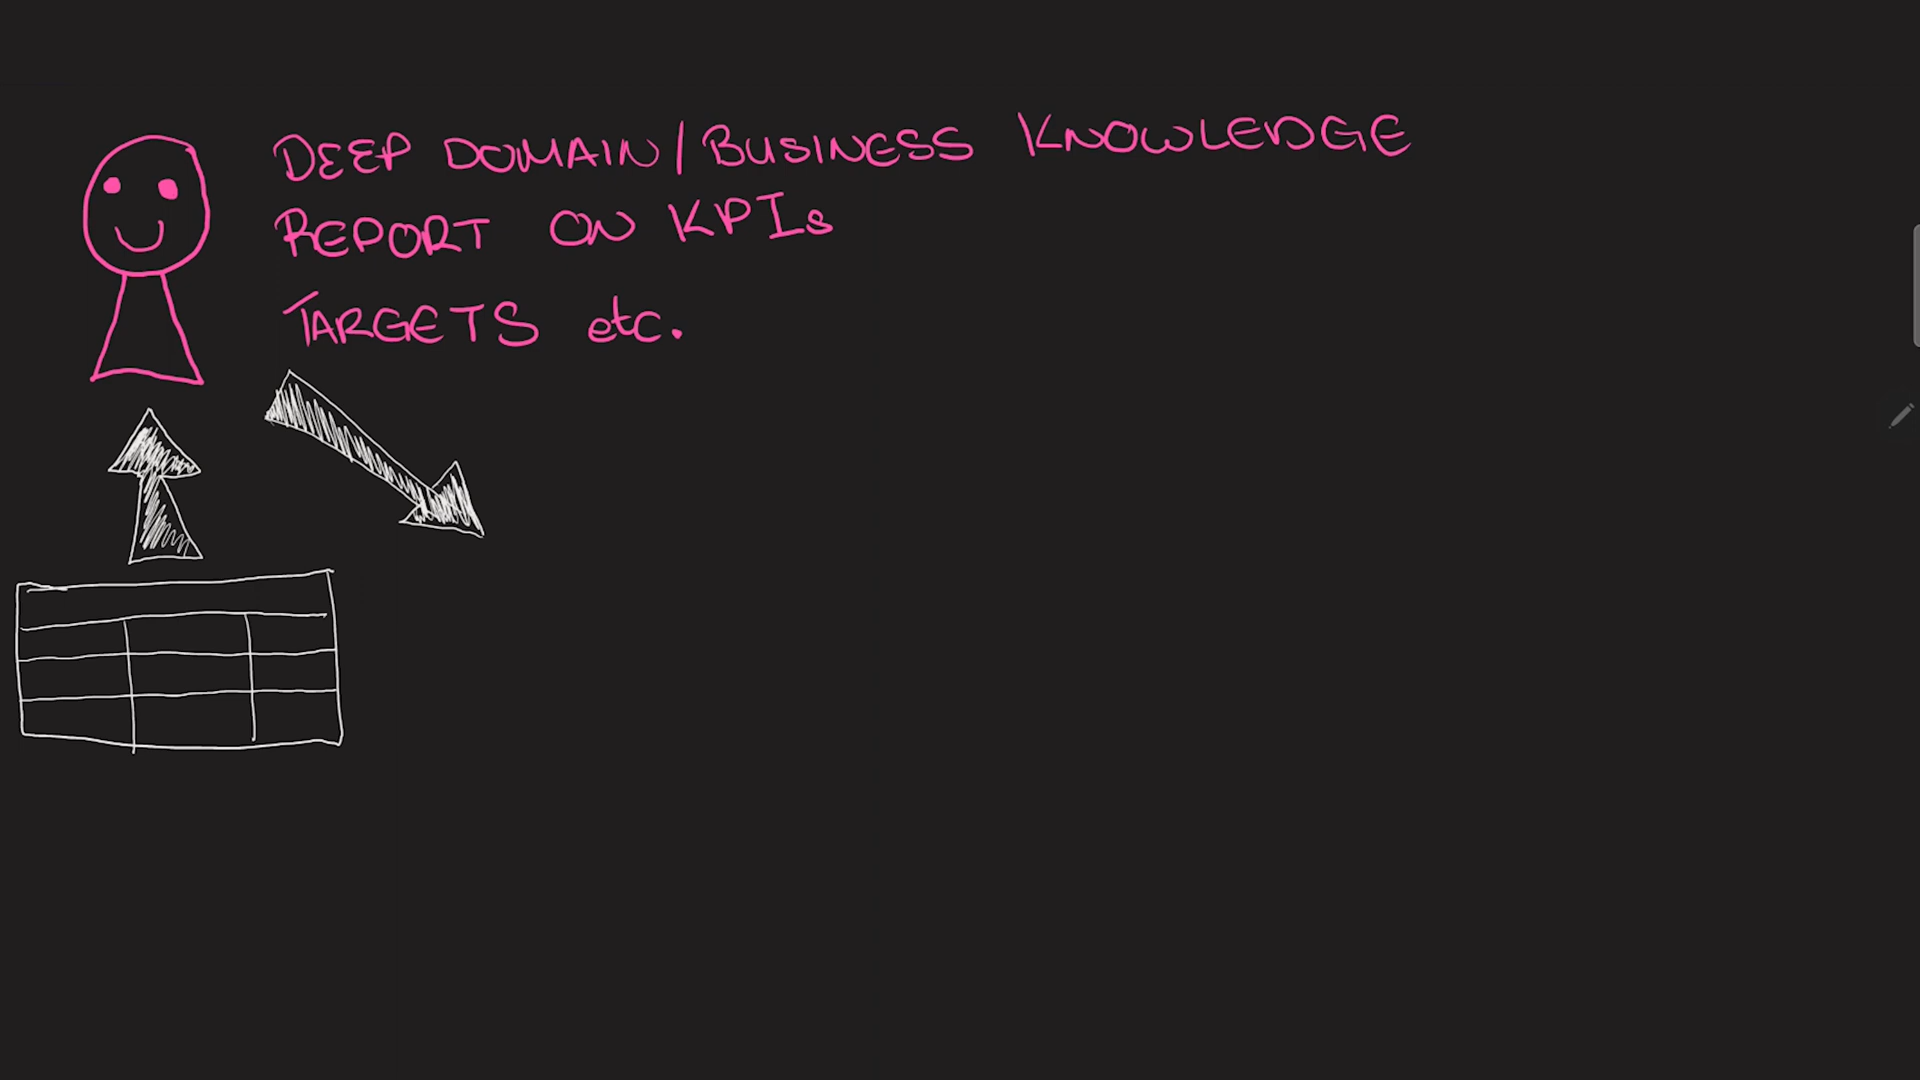 DEEP DOMAIN/BUSINESS KNOWLEDGE
REPORT ON KPIs
TARGETS etc.